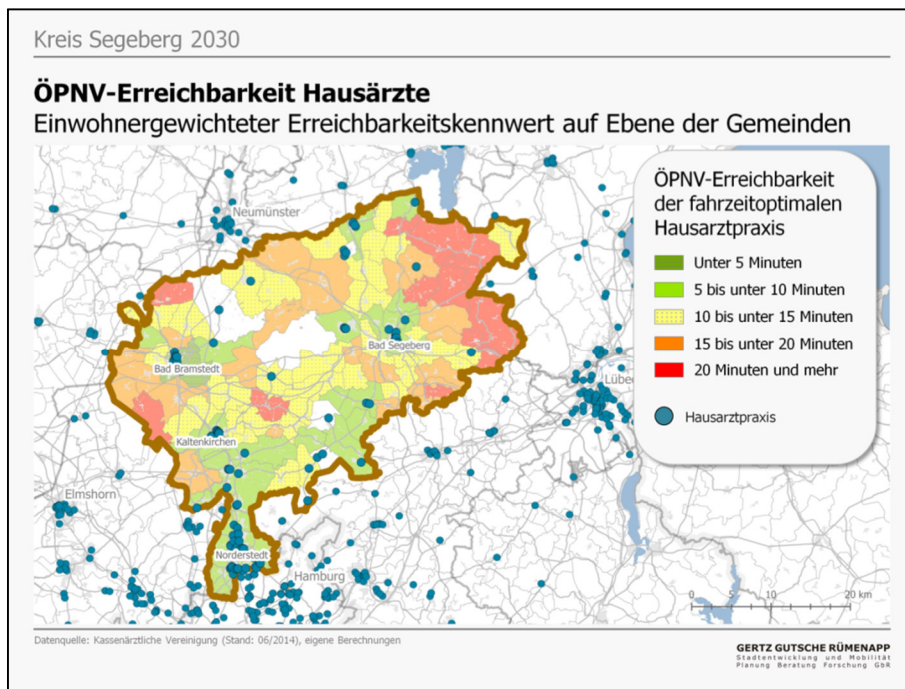 Kreis Segeberg 2030
ÖPNV-Erreichbarkeit Hausärzte
Einwohnergewichteter Erreichbarkeitskennwert auf Ebene der Gemeinden
ÖPNV-Erreichbarkeit
der fahrzeitoptimalen
Hausarztpraxis
Unter 5 Minuten
5 bis unter 10 Minuten
10 bis unter 15 Minuten
15 bis unter 20 Minuten
20 Minuten und mehr
Hausarztpraxis
Neumünster
Bad Segeberg
Bad Bramstedt
Kaltenkirchen
Elmshorn
Norderstedt
Hamburg
0 5 10 20 km
Datenquelle: Kassenärztliche Vereinigung (Stand: 06/2014), eigene Berechnungen
GERTZ GUTSCHE RÜMENAPP
Stadtentwicklung und Mobilität
Planung Beratung Forschung GbR